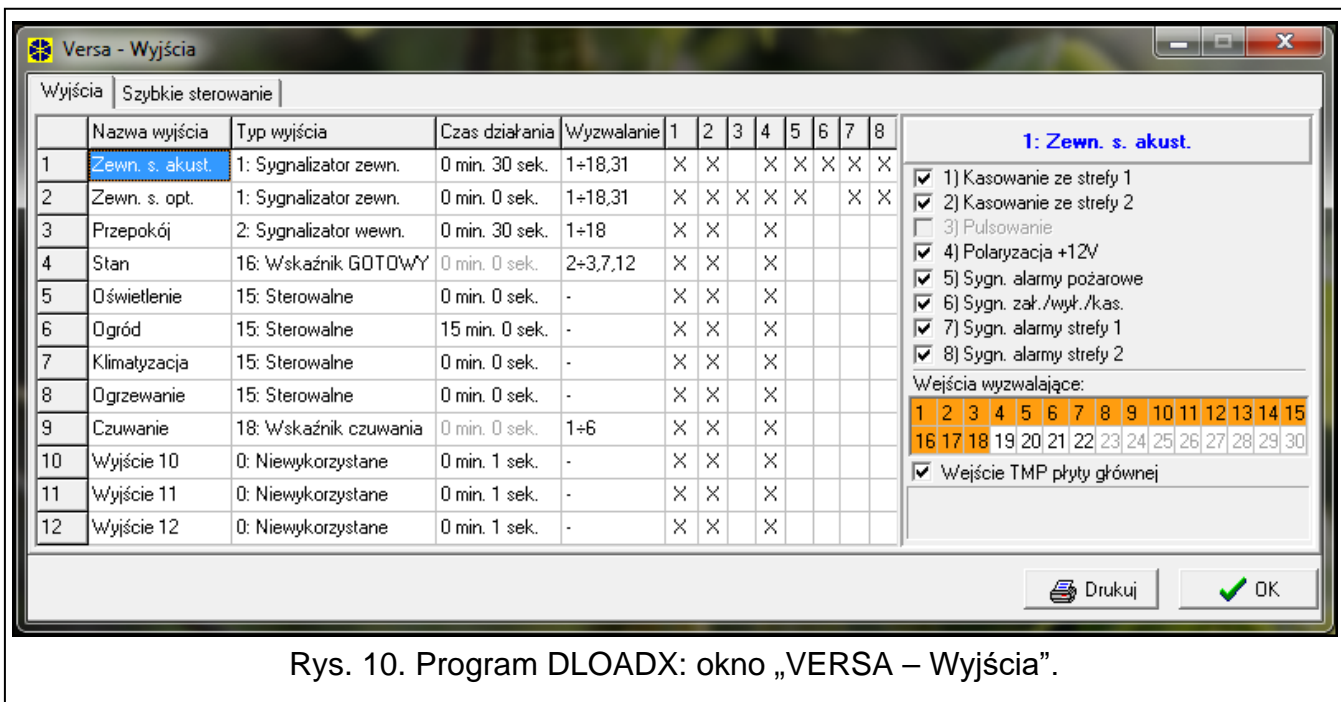 Versa - Wyjścia
Wyjścia Szybkie sterowanie
Nazwa wyjścia Typ wyjścia Czas działania Wyzwalanie 1 2 3 4 5 6 7 8
1 Zewn. s. akust. 1: Sygnalizator zewn. 0 min. 30 sek. 1÷18,31 X X X X X X X
2 Zewn. s. opt. 1: Sygnalizator zewn. 0 min. 0 sek. 1÷18,31 X X X X X X X
3 Przepokój 2: Sygnalizator wewn. 0 min. 30 sek. 1÷18 X X X
4 Stan 16: Wskaźnik GOTOWY 0 min. 0 sek. 2÷3,7,12 X X X
5 Oświetlenie 15: Sterowalne 0 min. 0 sek. - X X X
6 Ogród 15: Sterowalne 15 min. 0 sek. - X X X
7 Klimatyzacja 15: Sterowalne 0 min. 0 sek. - X X X
8 Ogrzewanie 15: Sterowalne 0 min. 0 sek. - X X X
9 Czuwanie 18: Wskaźnik czuwania 0 min. 0 sek. 1÷6 X X X
10 Wyjście 10 0: Niewykorzystane 0 min. 1 sek. - X X X
11 Wyjście 11 0: Niewykorzystane 0 min. 1 sek. - X X X
12 Wyjście 12 0: Niewykorzystane 0 min. 1 sek. - X X X
1: Zewn. s. akust.
1) Kasowanie ze strefy 1
2) Kasowanie ze strefy 2
3) Pulsowanie
4) Polaryzacja +12V
5) Sygn. alarmy pożarowe
6) Sygn. zał./wył./kas.
7) Sygn. alarmy strefy 1
8) Sygn. alarmy strefy 2
Wejścia wyzwalające:
1 2 3 4 5 6 7 8 9 10 11 12 13 14 15
16 17 18 19 20 21 22 23 24 25 26 27 28 29 30
Wejście TMP płyty głównej
Drukuj OK
Rys. 10. Program DLOADX: okno „VERSA – Wyjścia”.